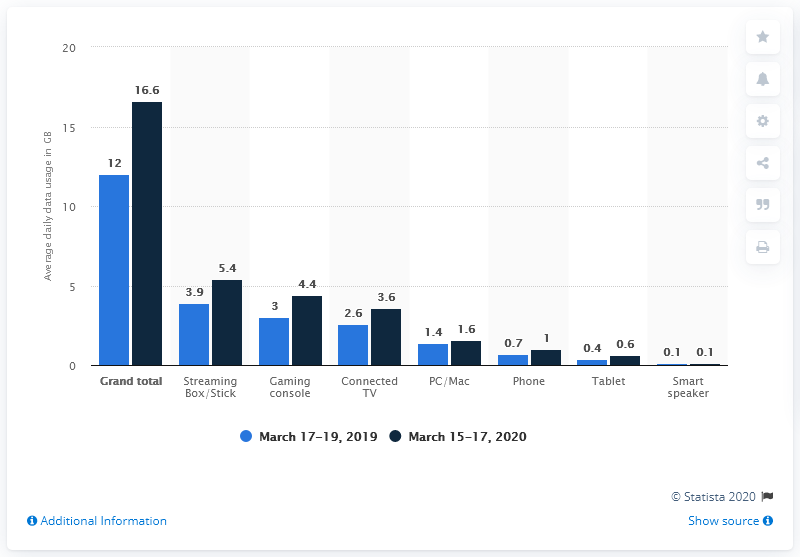 Average daily data usage in GB
20
15
10
5
0
12
16.6
3.9
5.4
3
4.4
2.6
3.6
1.4
1.6
0.7
1
0.4
0.6
0.1
0.1
Grand total
Streaming
Box/Stick
Gaming
console
Connected
TV
PC/Mac
Phone
Tablet
Smart
speaker
March 17-19, 2019
March 15-17, 2020
© Statista 2020
Additional Information
Show source